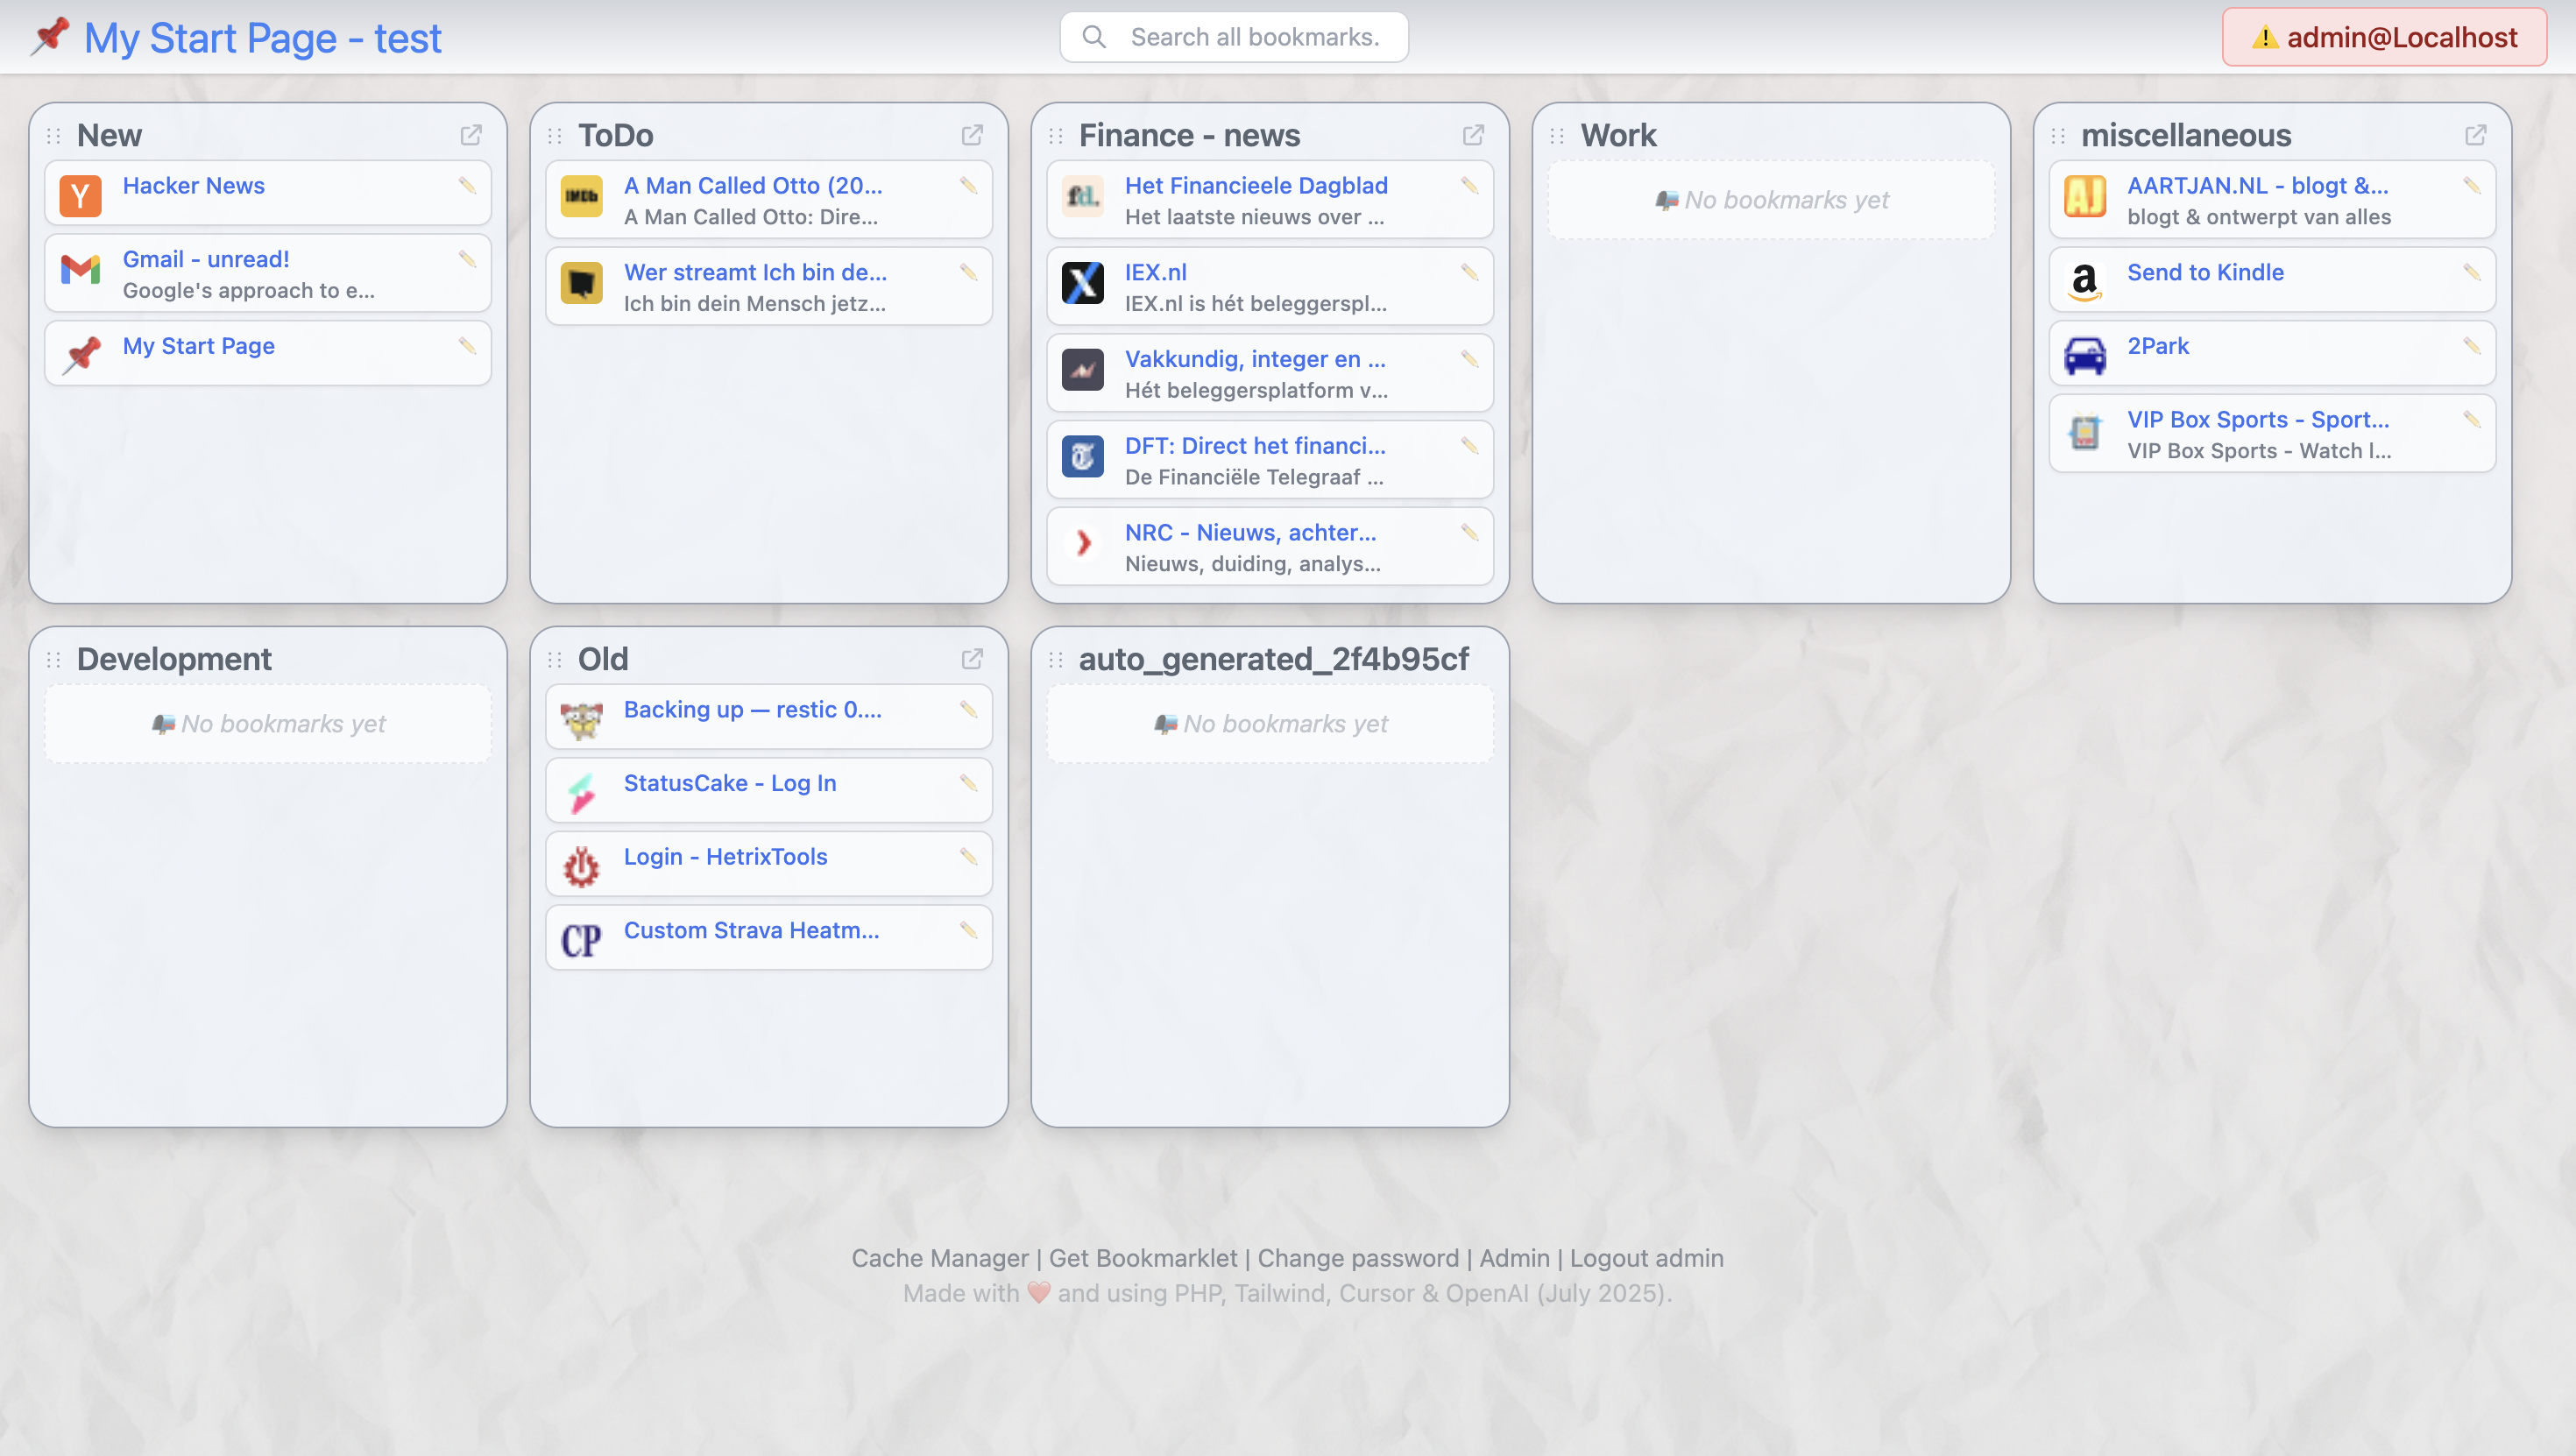 My Start Page - test
Search all bookmarks.
admin@Localhost
New
Hacker News
Gmail - unread!
Google's approach to e...
My Start Page
ToDo
A Man Called Otto (20...
A Man Called Otto: Dire...
Wer streamt Ich bin de...
Ich bin dein Mensch jetz...
Finance - news
Het Financieele Dagblad
Het laatste nieuws over ...
IEX.nl
IEX.nl is hét beleggerspl...
Vakkundig, integer en ...
Hét beleggersplatform v...
DFT: Direct het financi...
De Financiële Telegraaf ...
NRC - Nieuws, achter...
Nieuws, duiding, analys...
Work
No bookmarks yet
miscellaneous
AARTJAN.NL - blogt &...
blogt & ontwerpt van alles
Send to Kindle
2Park
VIP Box Sports - Sport...
VIP Box Sports - Watch l...
Development
No bookmarks yet
Old
Backing up — restic 0....
StatusCake - Log In
Login - HetrixTools
Custom Strava Heatm...
auto_generated_2f4b95cf
No bookmarks yet
Cache Manager | Get Bookmarklet | Change password | Admin | Logout admin
Made with ❤️ and using PHP, Tailwind, Cursor & OpenAI (July 2025).